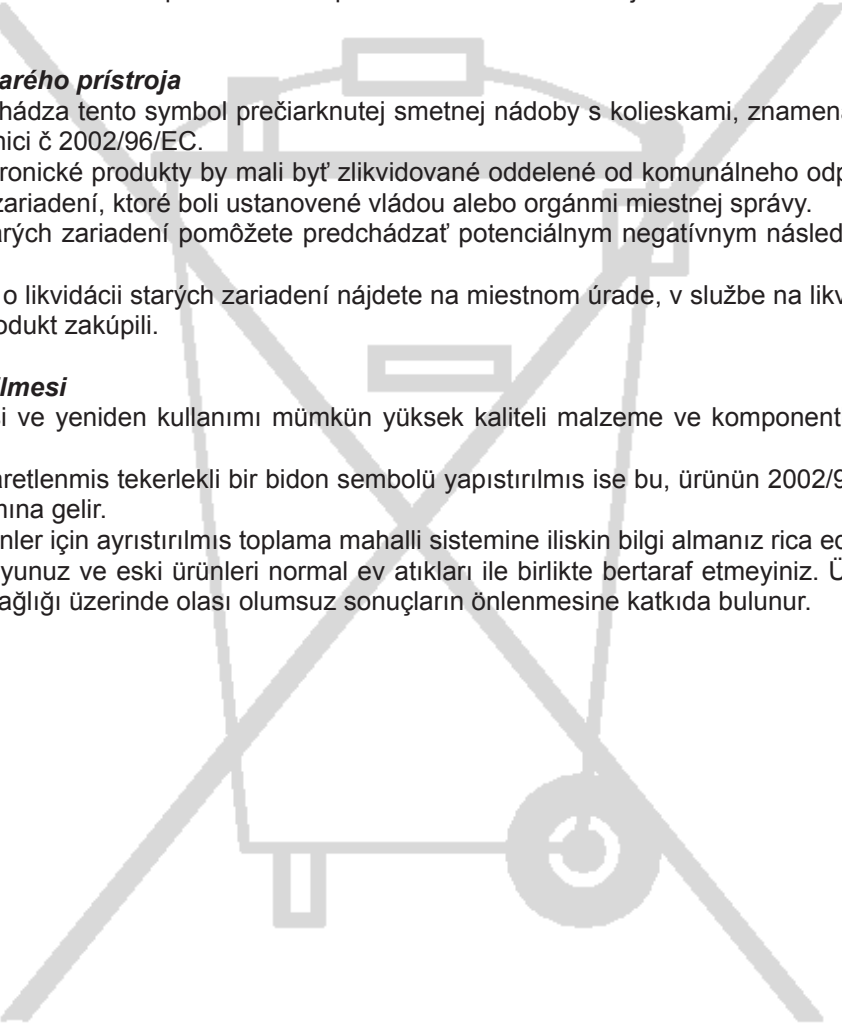 arého prístroja
hádza tento symbol prečiarknutej smetnej nádoby s kolieskami, znamená
nici č 2002/96/EC.
ronické produkty by mali byť zlikvidované oddelené od komunálneho odp
zariadení, ktoré boli ustanovené vládou alebo orgánmi miestnej správy.
arých zariadení pomôžete predchádzať potenciálnym negatívnym násled
o likvidácii starých zariadení nájdete na miestnom úrade, v službe na likv
odukt zakúpili.
ilmesi
i ve yeniden kullanımı mümkün yüksek kaliteli malzeme ve komponent
aretlenmis tekerlekli bir bidon sembolü yapıstırılmıs ise bu, ürünün 2002/9
mına gelir.
nler için ayrıstırılmıs toplama mahalli sistemine iliskin bilgi almanız rica ed
yunuz ve eski ürünleri normal ev atıkları ile birlikte bertaraf etmeyiniz. Ü
ağlığı üzerinde olası olumsuz sonuçların önlenmesine katkıda bulunur.